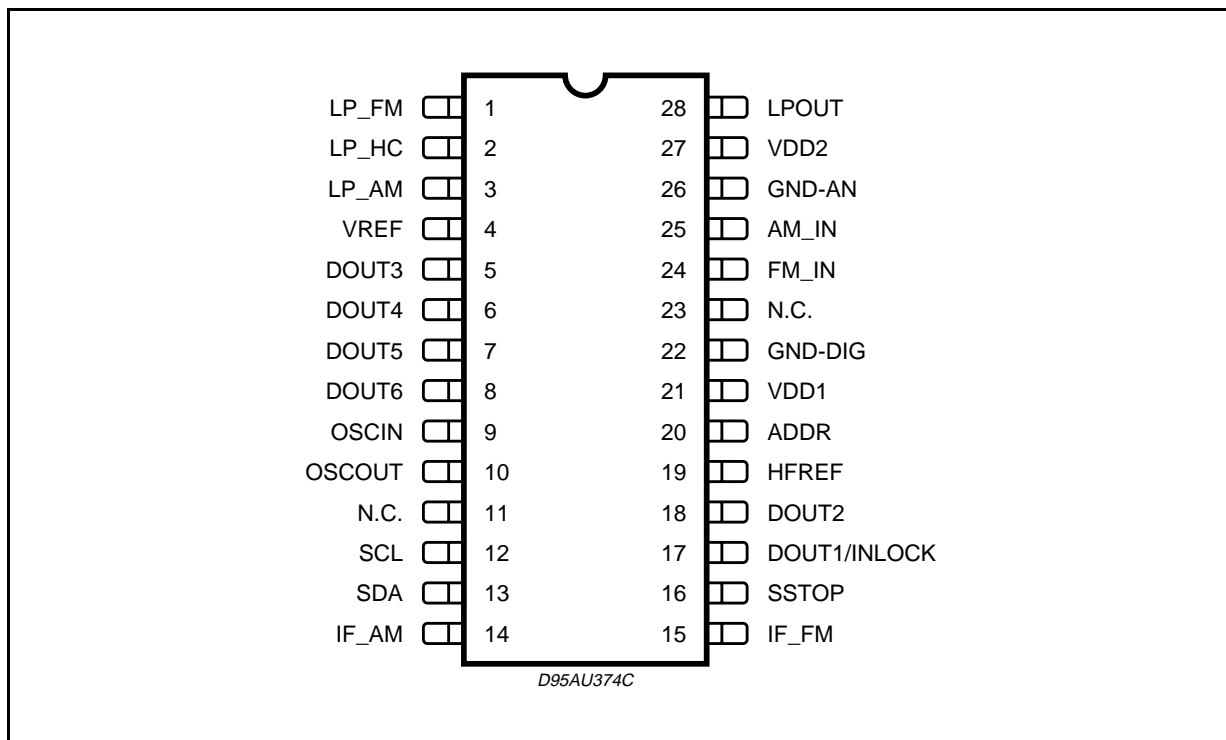 LP_FM 1 28 LPOUT
LP_HC 2 27 VDD2
LP_AM 3 26 GND-AN
VREF 4 25 AM_IN
DOUT3 5 24 FM_IN
DOUT4 6 23 N.C.
DOUT5 7 22 GND-DIG
DOUT6 8 21 VDD1
OSCIN 9 20 ADDR
OSCOUT 10 19 HFREF
N.C. 11 18 DOUT2
SCL 12 17 DOUT1/INLOCK
SDA 13 16 SSTOP
IF_AM 14 15 IF_FM
D95AU374C